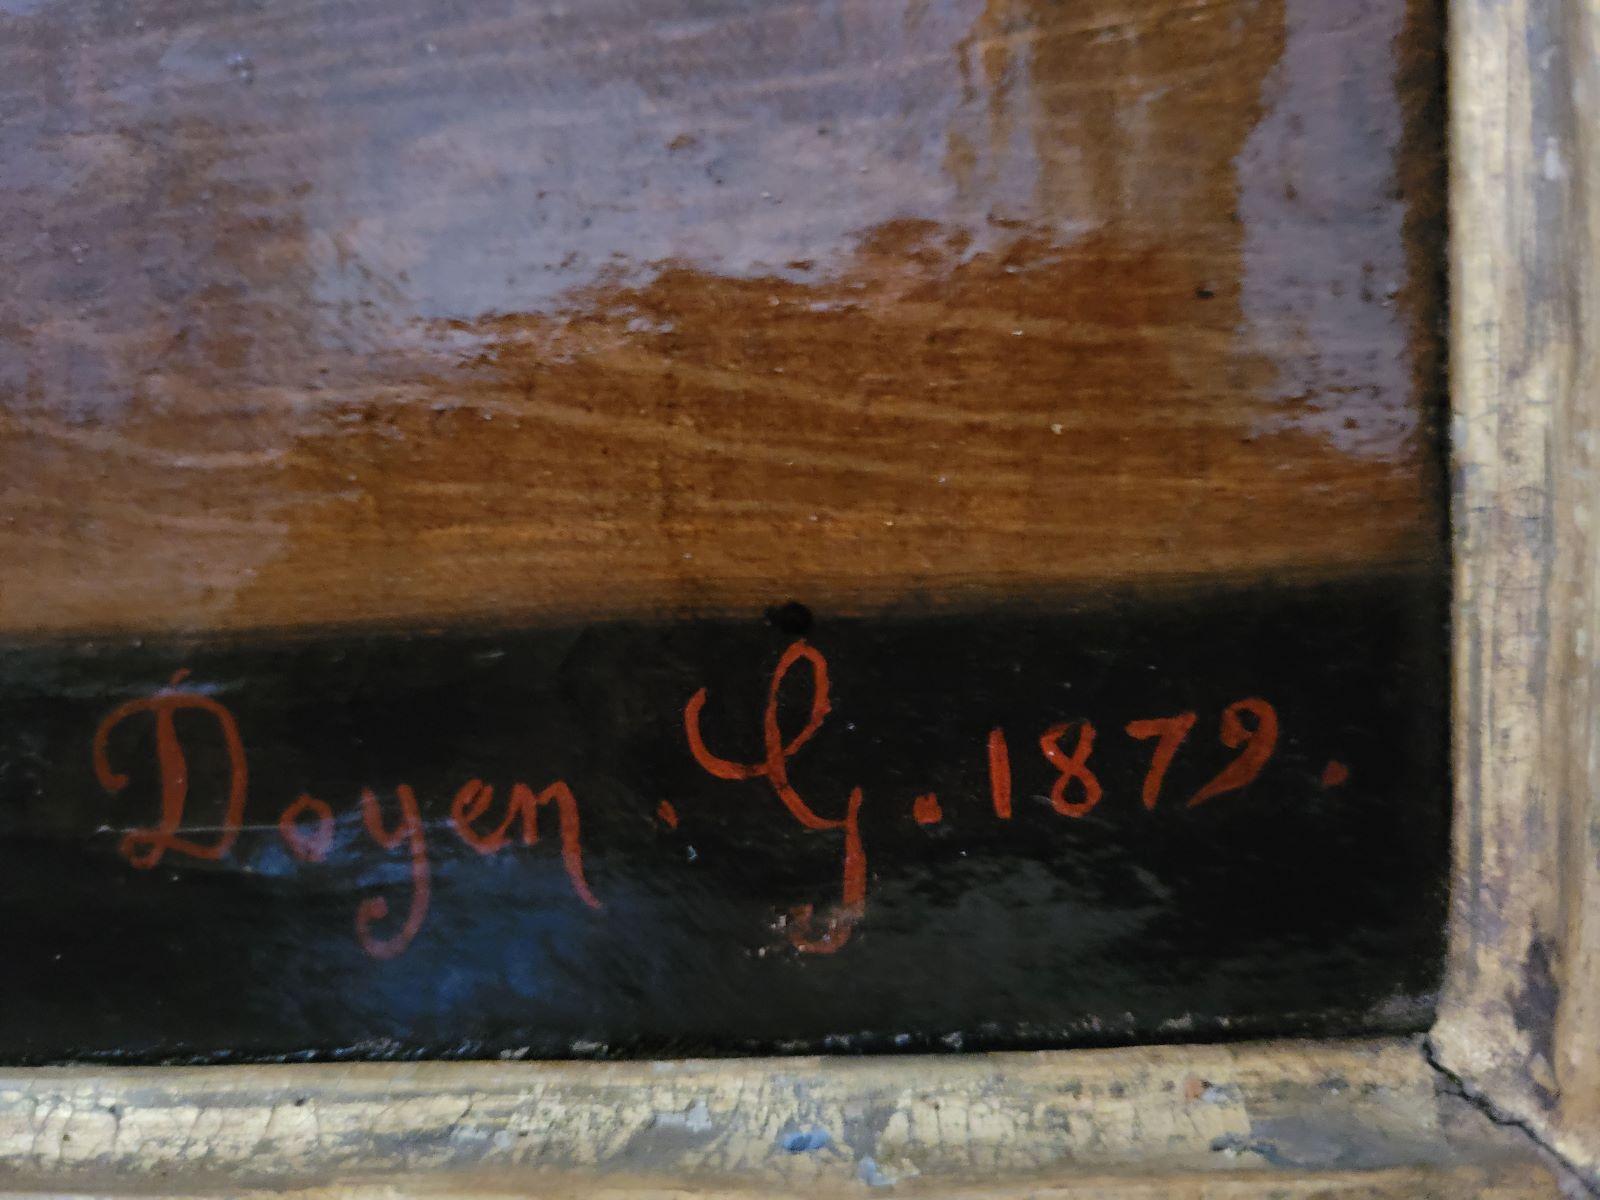 Doyen . G . 1879 .